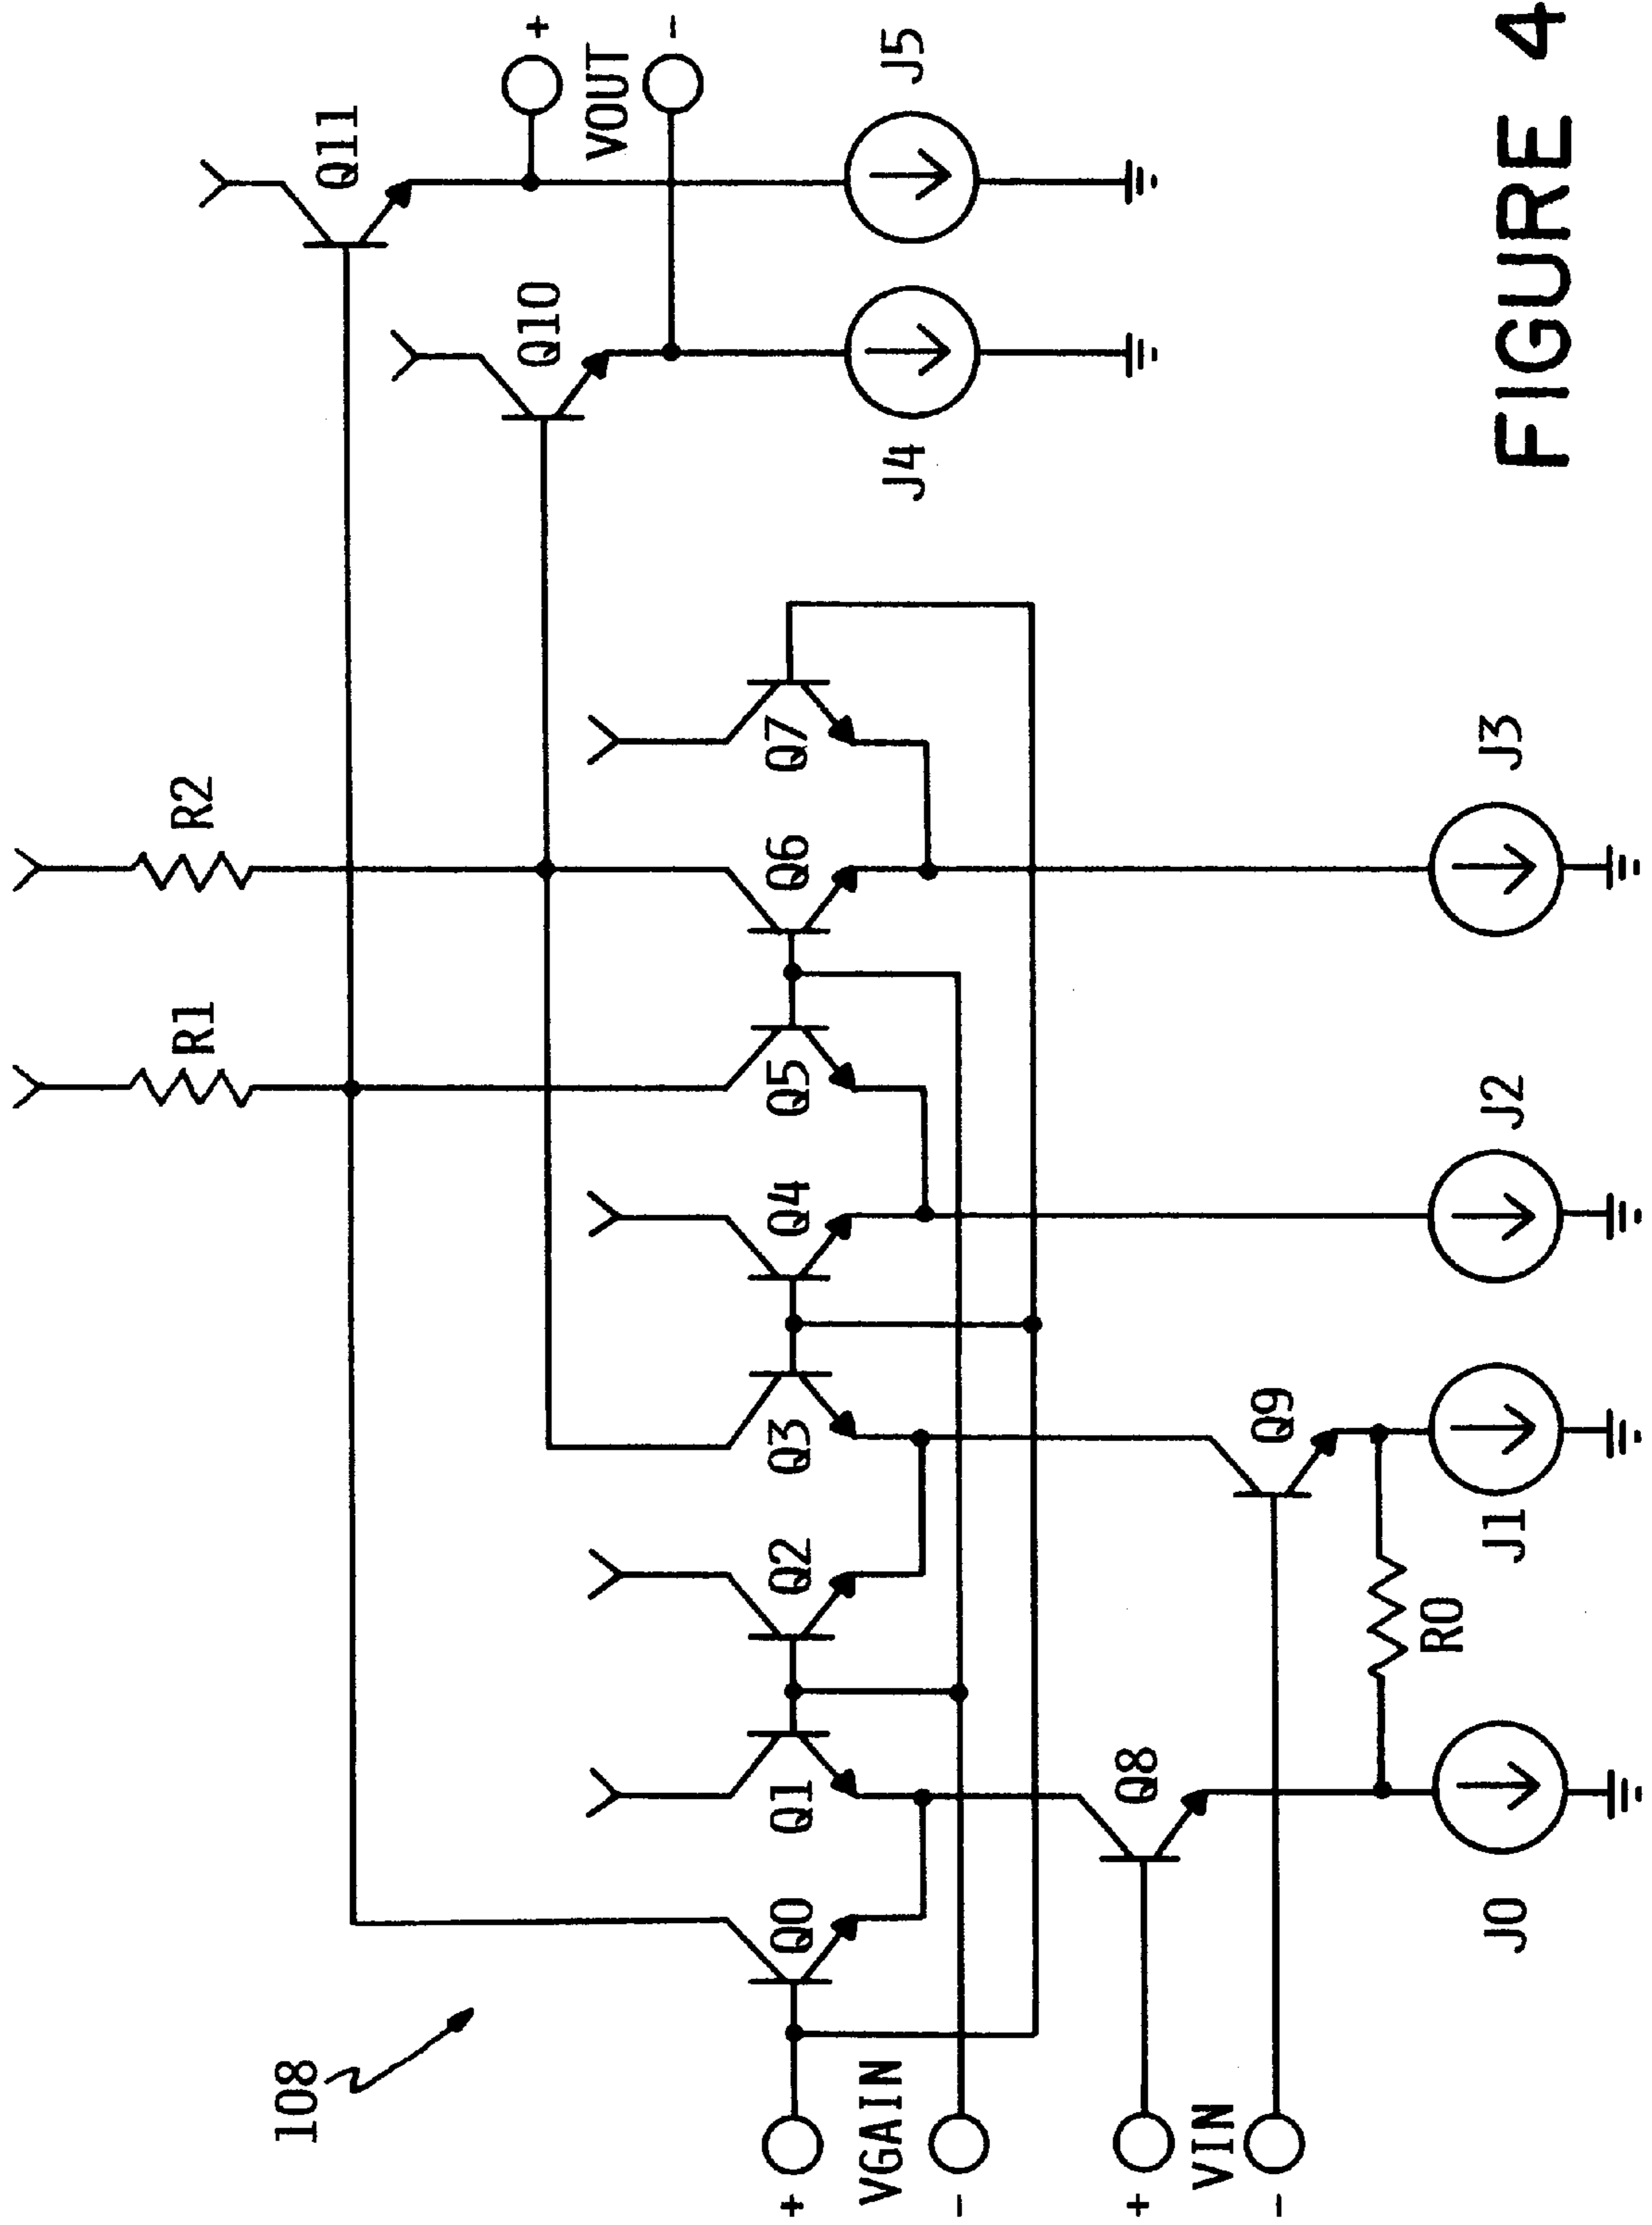 108
R1
R2
Q11
Q10
+
VOUT
-
Q0
Q1
Q2
Q3
Q4
Q5
Q6
Q7
+
VGAIN
-
J4
J5
Q8
Q9
+
VIN
-
R0
J0
J1
J2
J3
FIGURE 4